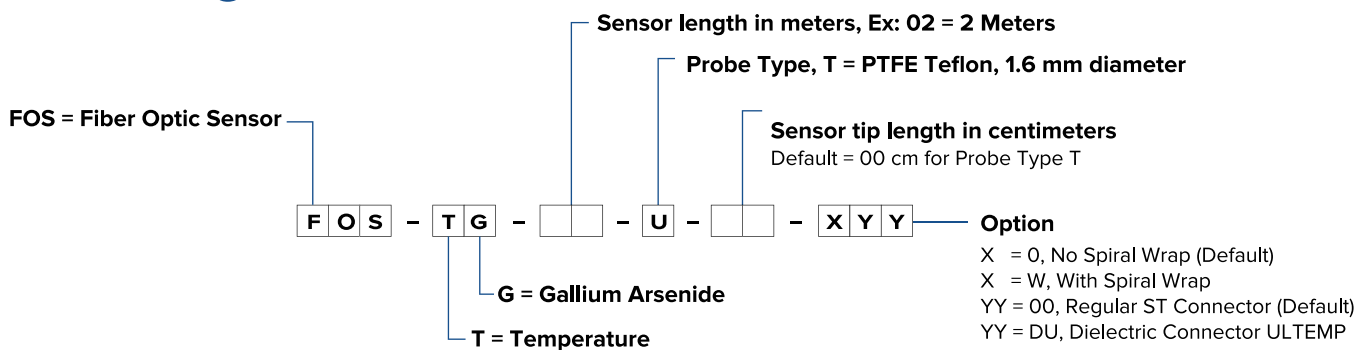 Sensor length in meters, Ex: 02 = 2 Meters
Probe Type, T = PTFE Teflon, 1.6 mm diameter
FOS = Fiber Optic Sensor
Sensor tip length in centimeters
Default = 00 cm for Probe Type T
F O S – T G – – U – – X Y Y
Option
X = 0, No Spiral Wrap (Default)
X = W, With Spiral Wrap
YY = 00, Regular ST Connector (Default)
YY = DU, Dielectric Connector ULTEMP
G = Gallium Arsenide
T = Temperature